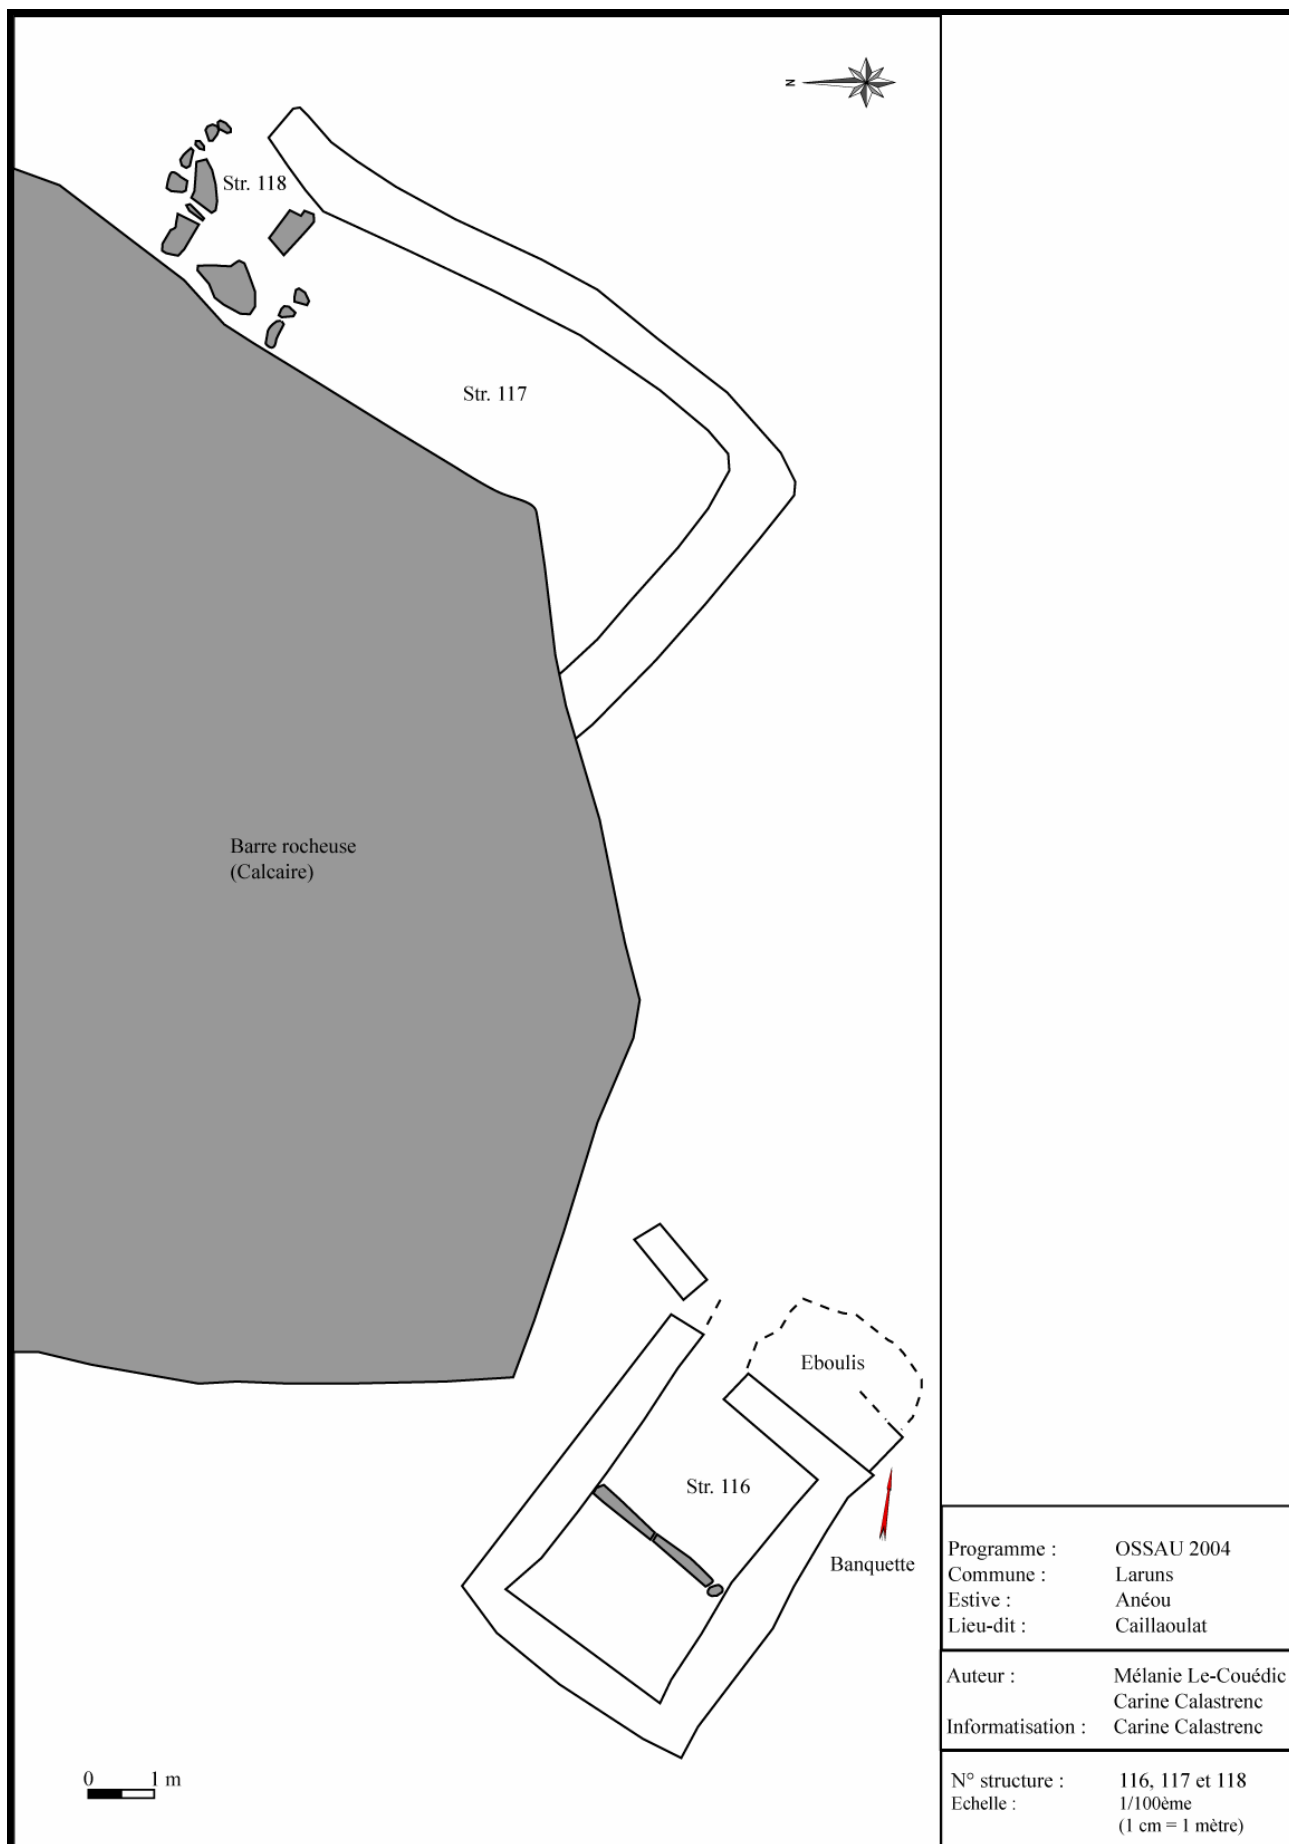 N
Str. 118
Str. 117
Barre rocheuse
(Calcaire)
Eboulis
Str. 116
Banquette
0 1 m
Programme : OSSAU 2004
Commune : Laruns
Estive : Anéou
Lieu-dit : Caillaoulat
Auteur : Mélanie Le-Couédic
Carine Calastrenc
Informatisation : Carine Calastrenc
N° structure : 116, 117 et 118
Echelle : 1/100ème
(1 cm = 1 mètre)